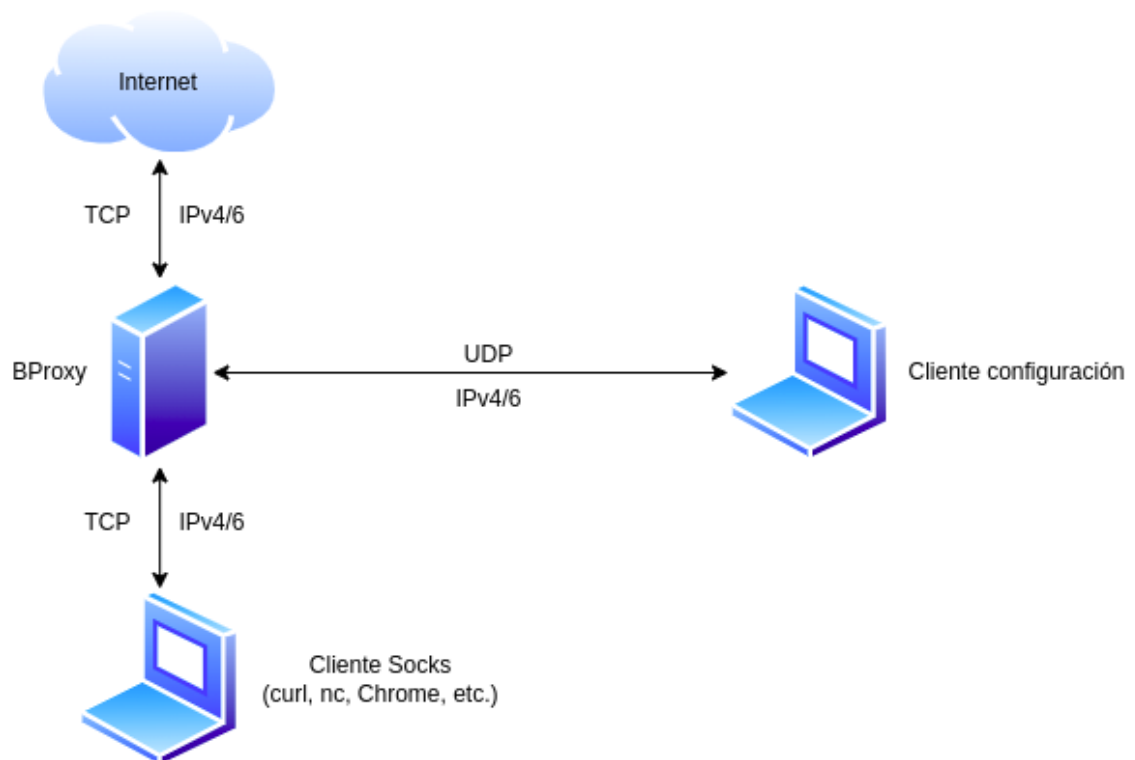 Internet
TCP
IPv4/6
BProxy
UDP
IPv4/6
Cliente configuración
TCP
IPv4/6
Cliente Socks
(curl, nc, Chrome, etc.)